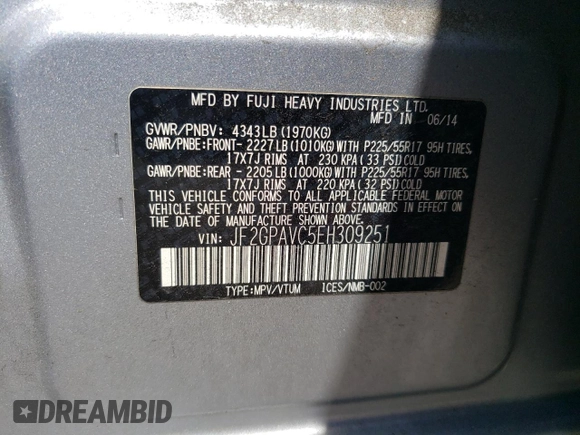 MFD BY FUJI HEAVY INDUSTRIES LTD.
MFD IN 06/14
GVWR/PNBV: 4343LB(1970KG)
GAWR/PNBE:FRONT- 2227LB(1010KG)WITH P225/55R17 95H TIRES,
17X7J RIMS AT 230 KPA(33 PSI)COLD
GAWR/PNBE:REAR - 2205LB(1000KG)WITH P225/55R17 95H TIRES,
17X7J RIMS AT 220 KPA(32 PSI)COLD
THIS VEHICLE CONFORMS TO ALL APPLICABLE FEDERAL MOTOR
VEHICLE SAFETY AND THEFT PREVENTION STANDARDS IN EFFECT ON
THE DATE OF MANUFACTURE SHOWN ABOVE.
VIN: JF2GPAVC5EH309251
TYPE:MPV/VTUM ICES/NMB-002
DREAMBID